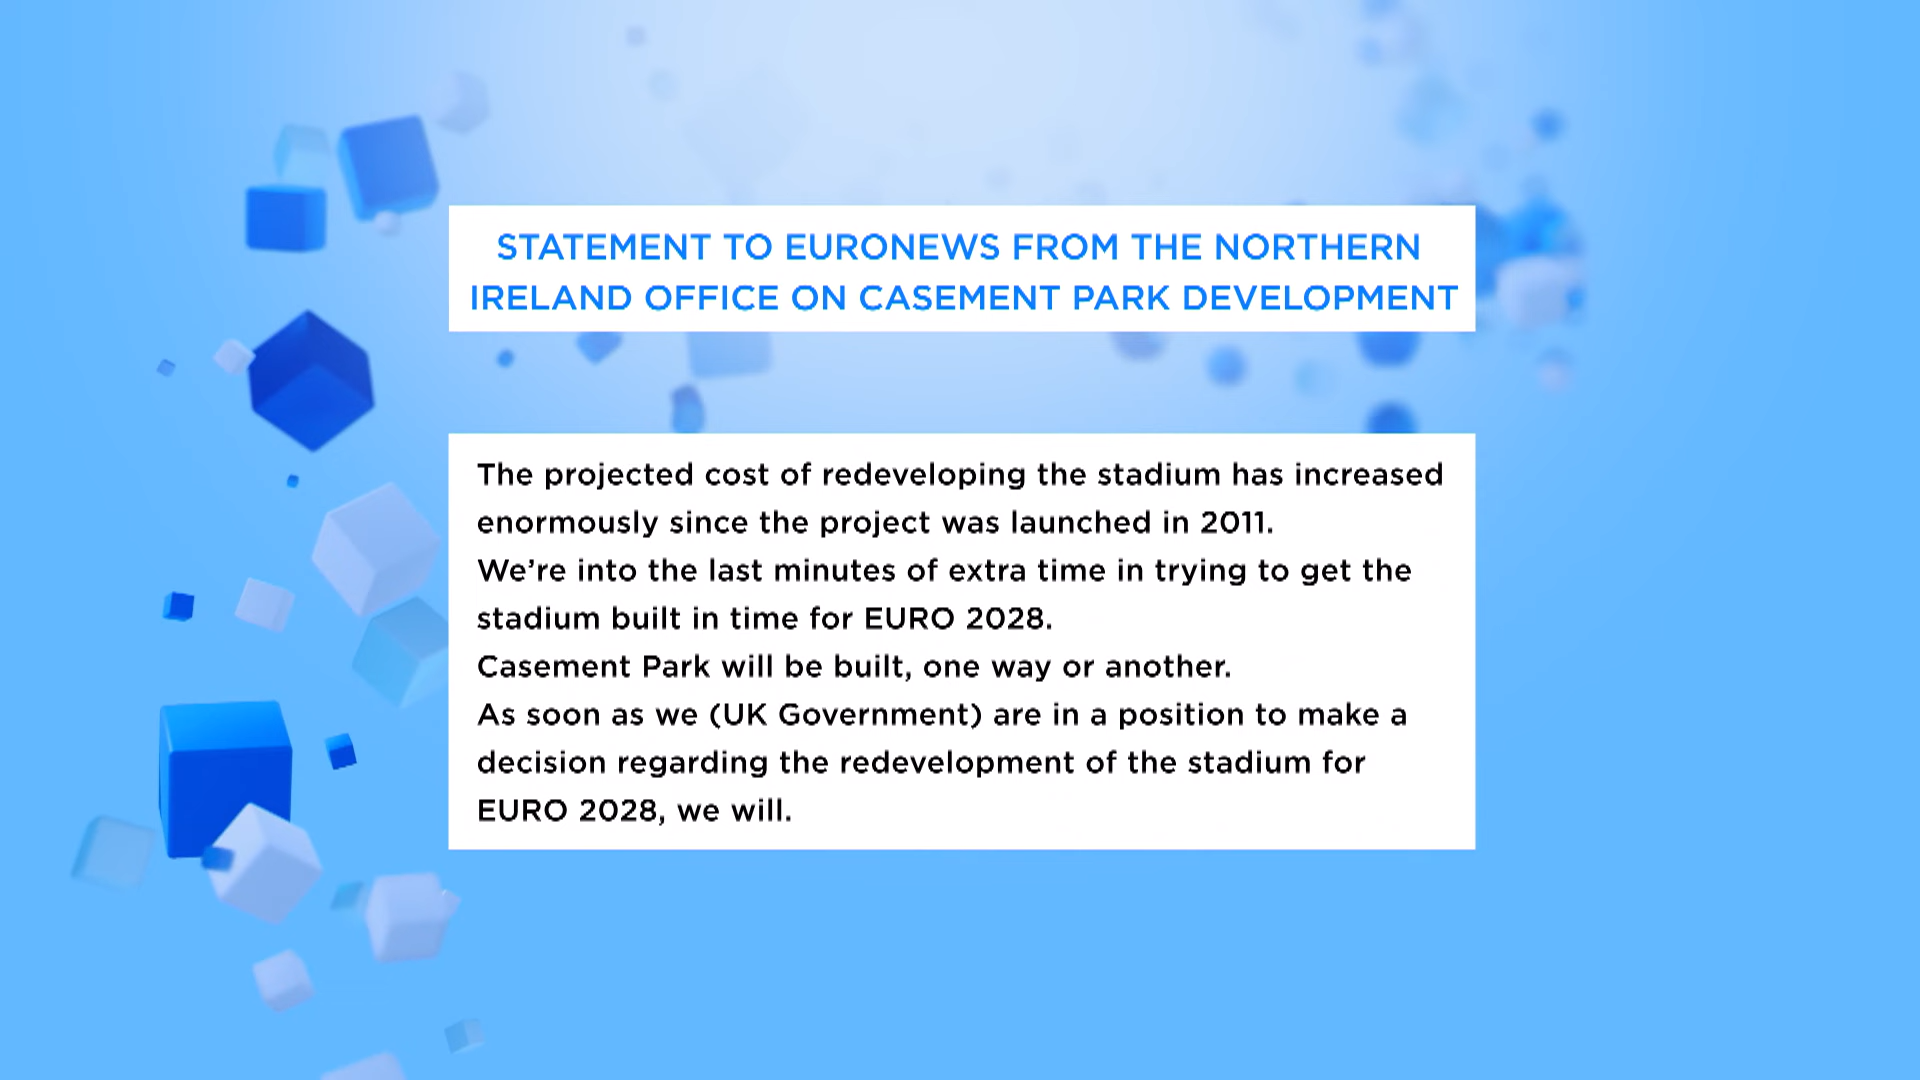 STATEMENT TO EURONEWS FROM THE NORTHERN
IRELAND OFFICE ON CASEMENT PARK DEVELOPMENT
The projected cost of redeveloping the stadium has increased
enormously since the project was launched in 2011.
We’re into the last minutes of extra time in trying to get the
stadium built in time for EURO 2028.
Casement Park will be built, one way or another.
As soon as we (UK Government) are in a position to make a
decision regarding the redevelopment of the stadium for
EURO 2028, we will.